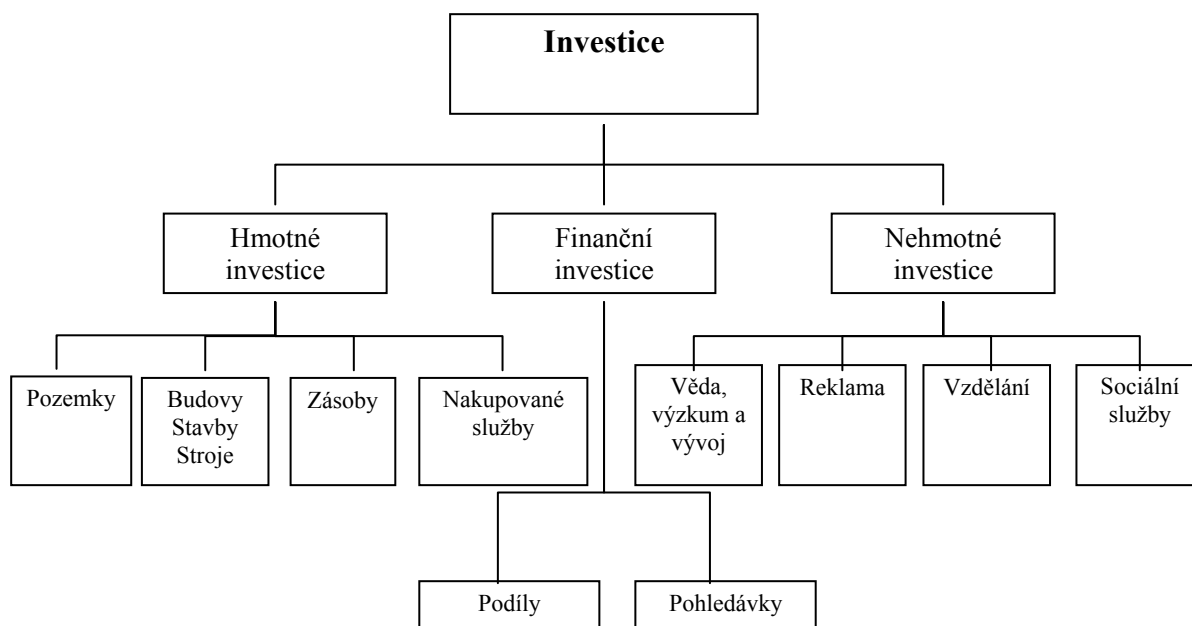 Investice
Hmotné
investice
Finanční
investice
Nehmotné
investice
Pozemky
Budovy
Stavby
Stroje
Zásoby
Nakupované
služby
Věda,
výzkum a
vývoj
Reklama
Vzdělání
Sociální
služby
Podíly
Pohledávky